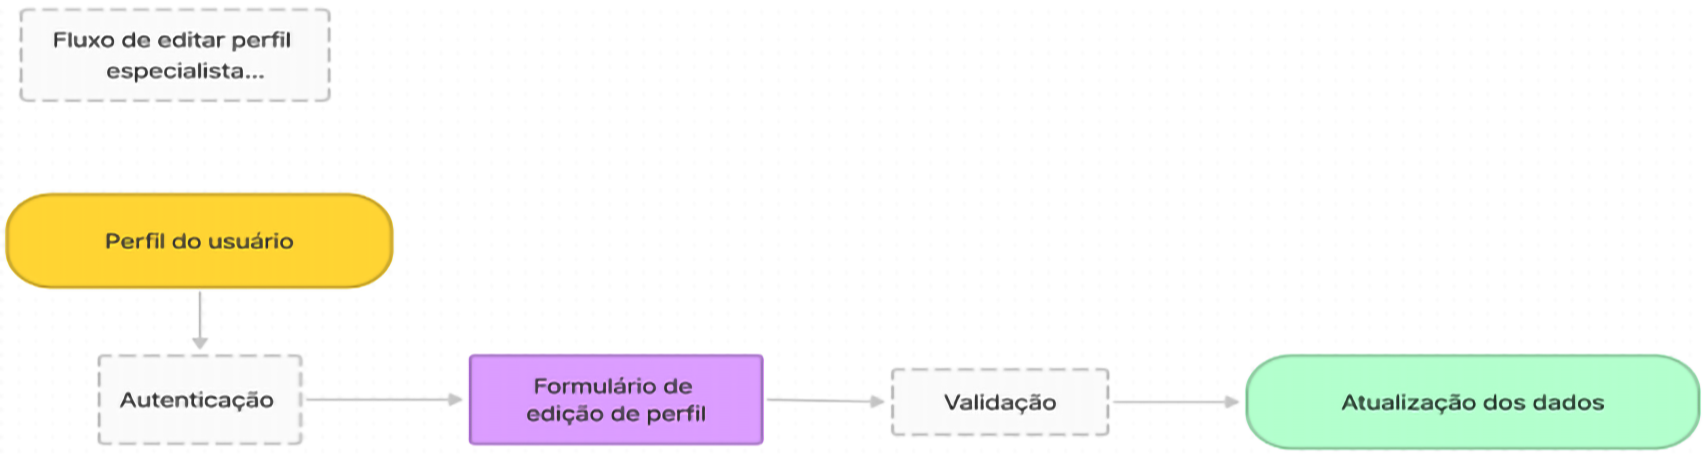 Fluxo de editar perfil
especialista...
Perfil do usuário
Autenticação
Formulário de
edição de perfil
Validação
Atualização dos dados